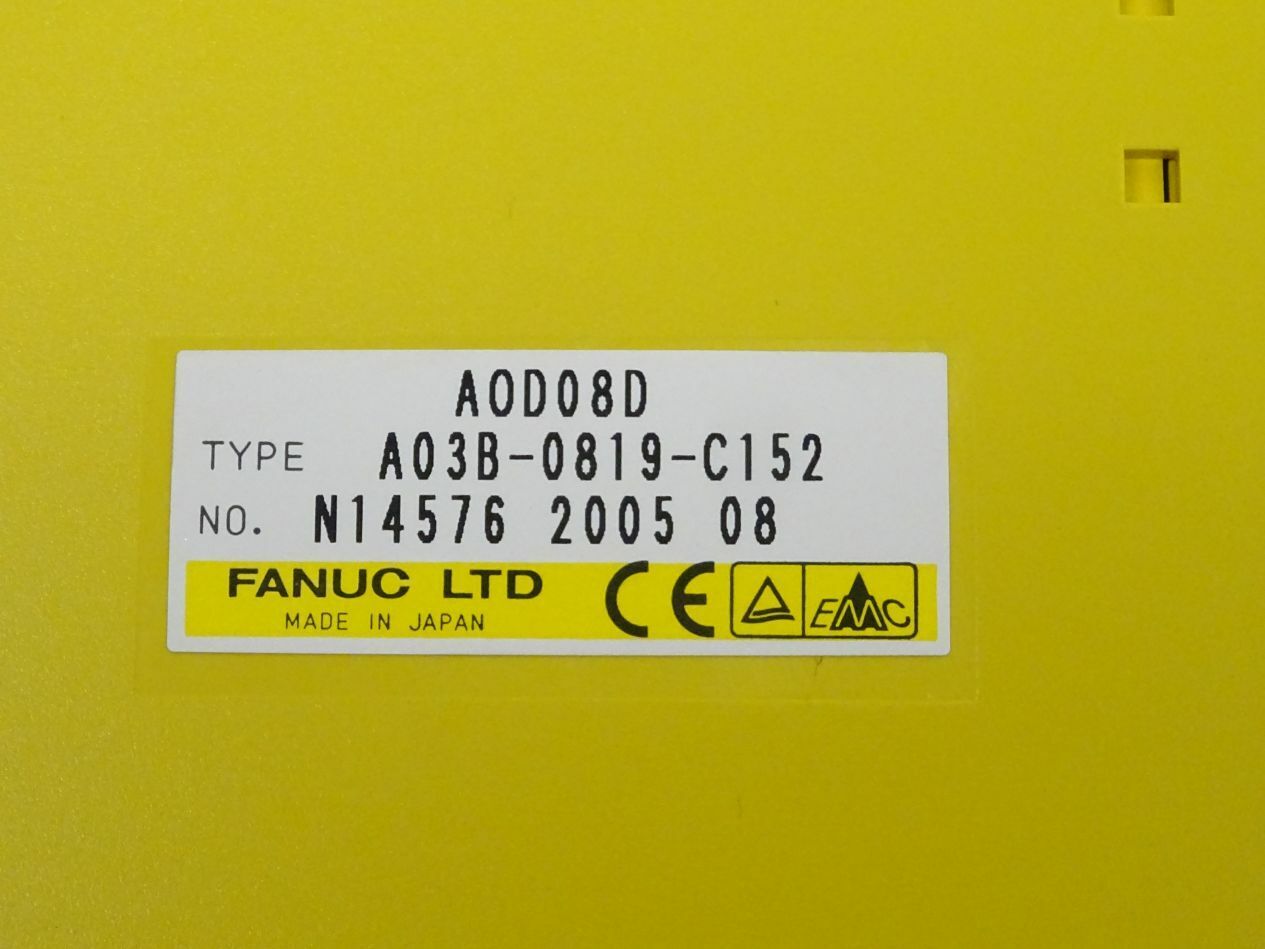 AOD08D
TYPE A03B-0819-C152
NO. N14576 2005 08
FANUC LTD
MADE IN JAPAN
CE
EMC